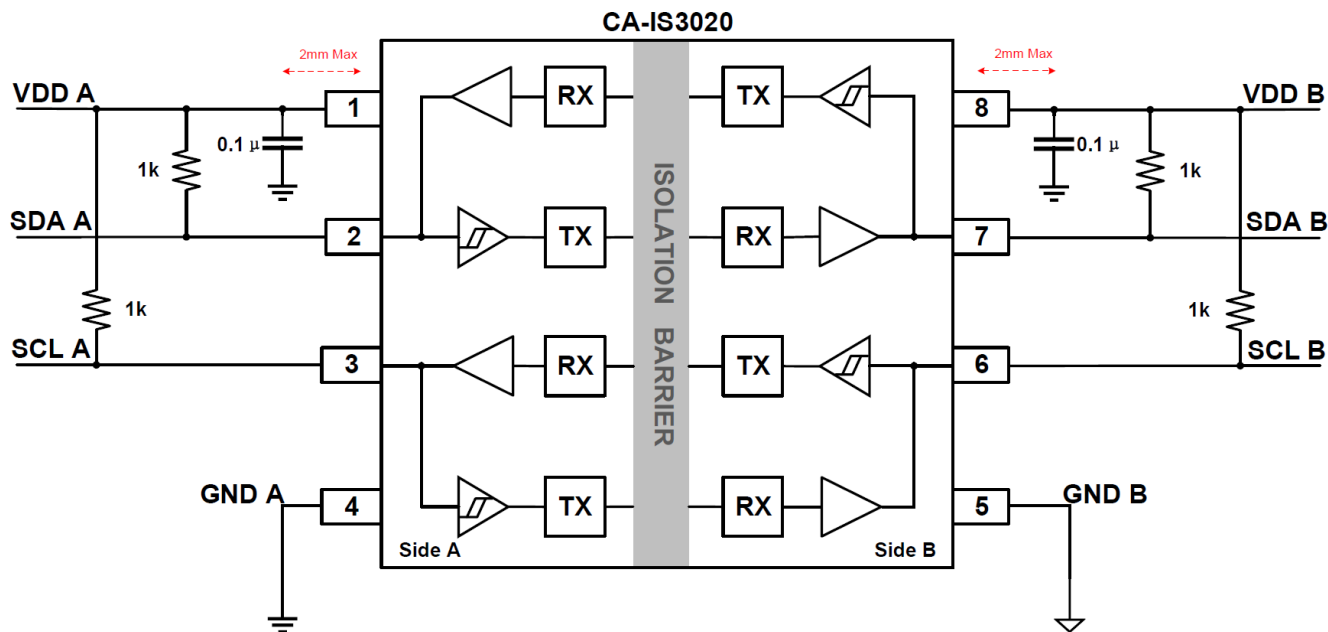 CA-IS3020
2mm Max
2mm Max
VDD A
1
RX
TX
8
VDD B
0.1 μ
0.1 μ
1k
1k
ISOLATION BARRIER
SDA A
2
TX
RX
7
SDA B
1k
1k
SCL A
3
RX
TX
6
SCL B
GND A
4
TX
RX
5
GND B
Side A
Side B